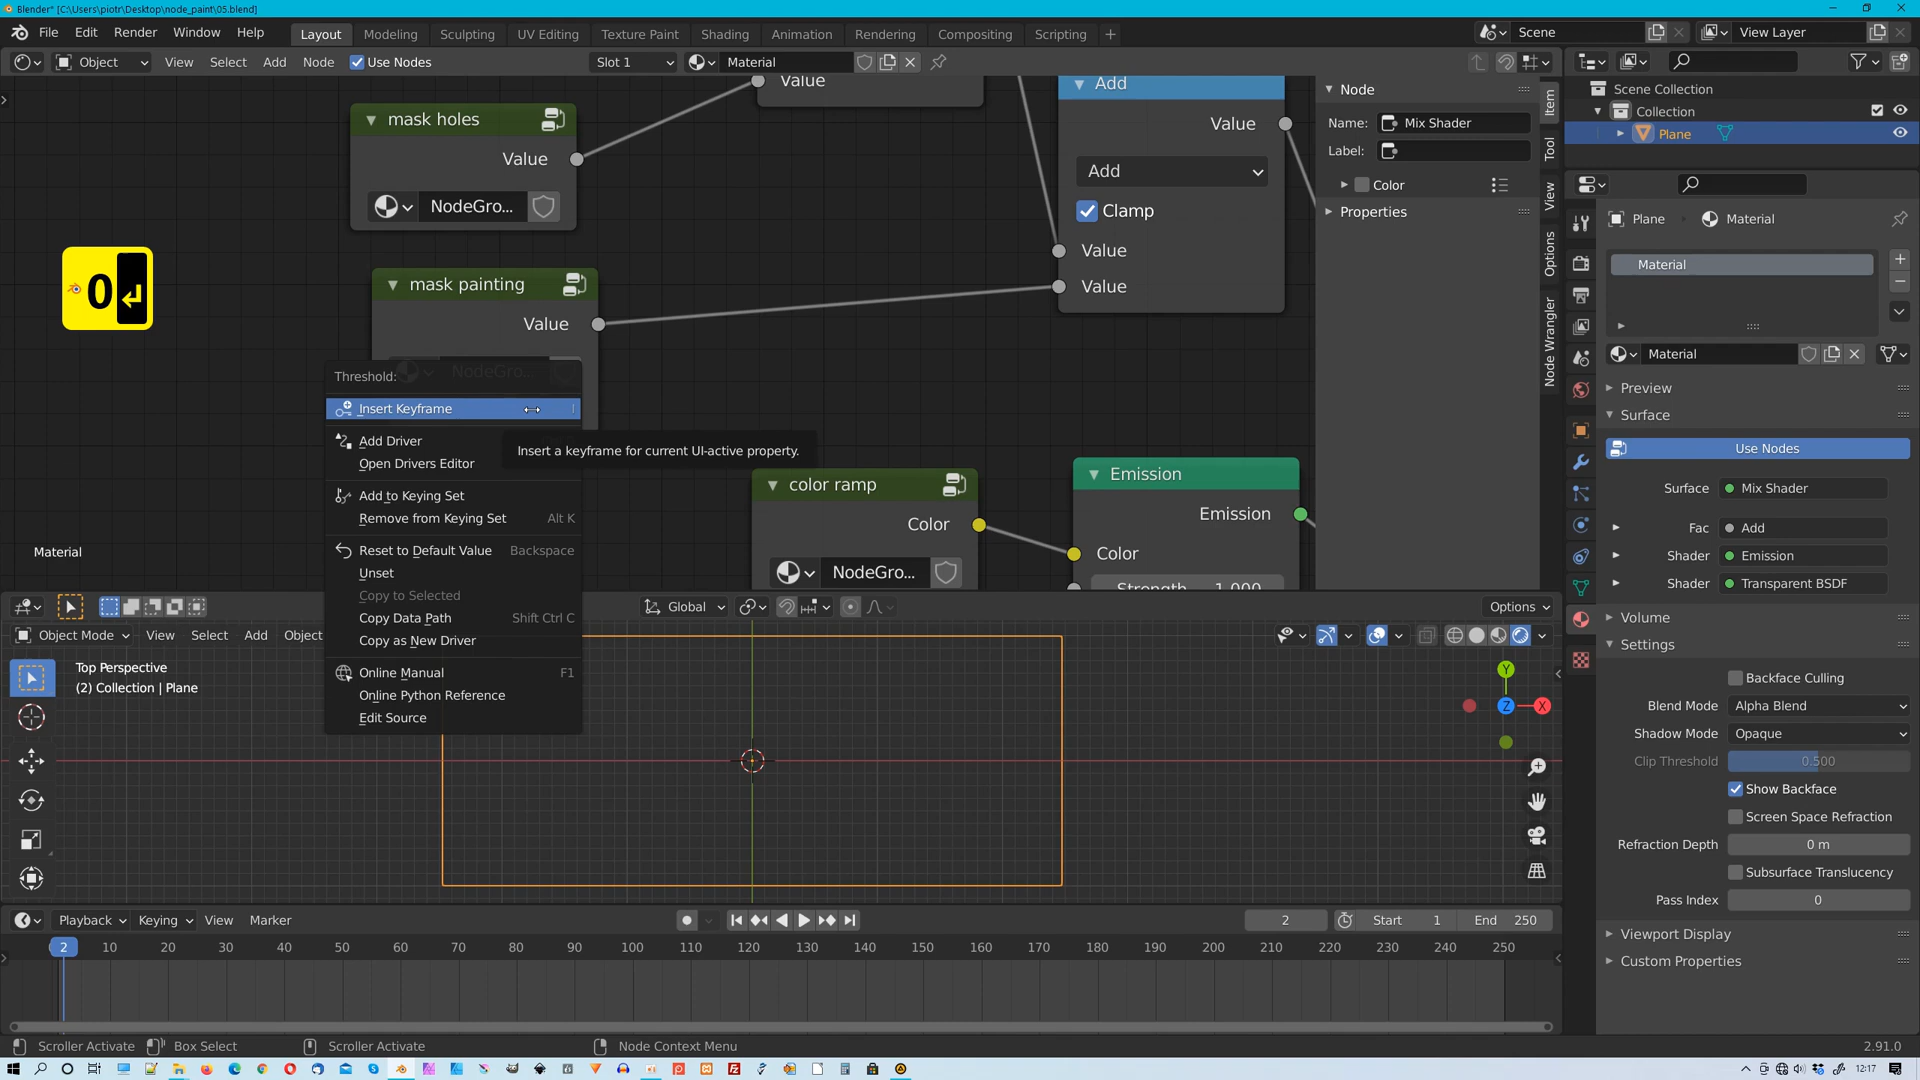 Blender* [C:\Users\piotr\Desktop\node_paint\05.blend]
File Edit Render Window Help Layout Modeling Sculpting UV Editing Texture Paint Shading Animation Rendering Compositing Scripting + Scene View Layer
Object View Select Add Node Use Nodes Slot 1 Material
Value
mask holes
Value
NodeGro...
Add
Value
Add
Clamp
Value
Value
Node
Name: Mix Shader
Label:
Color
Properties
Item
Tool
View
Options
Node Wrangler
0
mask painting
Value
NodeGro...
Threshold:
Insert Keyframe I
Add Driver
Open Drivers Editor
Add to Keying Set
Remove from Keying Set Alt K
Reset to Default Value Backspace
Unset
Copy to Selected
Copy Data Path Shift Ctrl C
Copy as New Driver
Online Manual F1
Online Python Reference
Edit Source
Insert a keyframe for current UI-active property.
color ramp
Color
NodeGro...
Emission
Emission
Color
Strength 1.000
Material
Global Options
Object Mode View Select Add Object
Top Perspective
(2) Collection | Plane
Y
Z
X
Playback Keying View Marker 2 Start 1 End 250
2 10 20 30 40 50 60 70 80 90 100 110 120 130 140 150 160 170 180 190 200 210 220 230 240 250
Scene Collection
Collection
Plane
Plane Material
Material
Material
Preview
Surface
Use Nodes
Surface Mix Shader
Fac Add
Shader Emission
Shader Transparent BSDF
Volume
Settings
Backface Culling
Blend Mode Alpha Blend
Shadow Mode Opaque
Clip Threshold 0.500
Show Backface
Screen Space Refraction
Refraction Depth 0 m
Subsurface Translucency
Pass Index 0
Viewport Display
Custom Properties
Scroller Activate Box Select Scroller Activate Node Context Menu 2.91.0
12:17